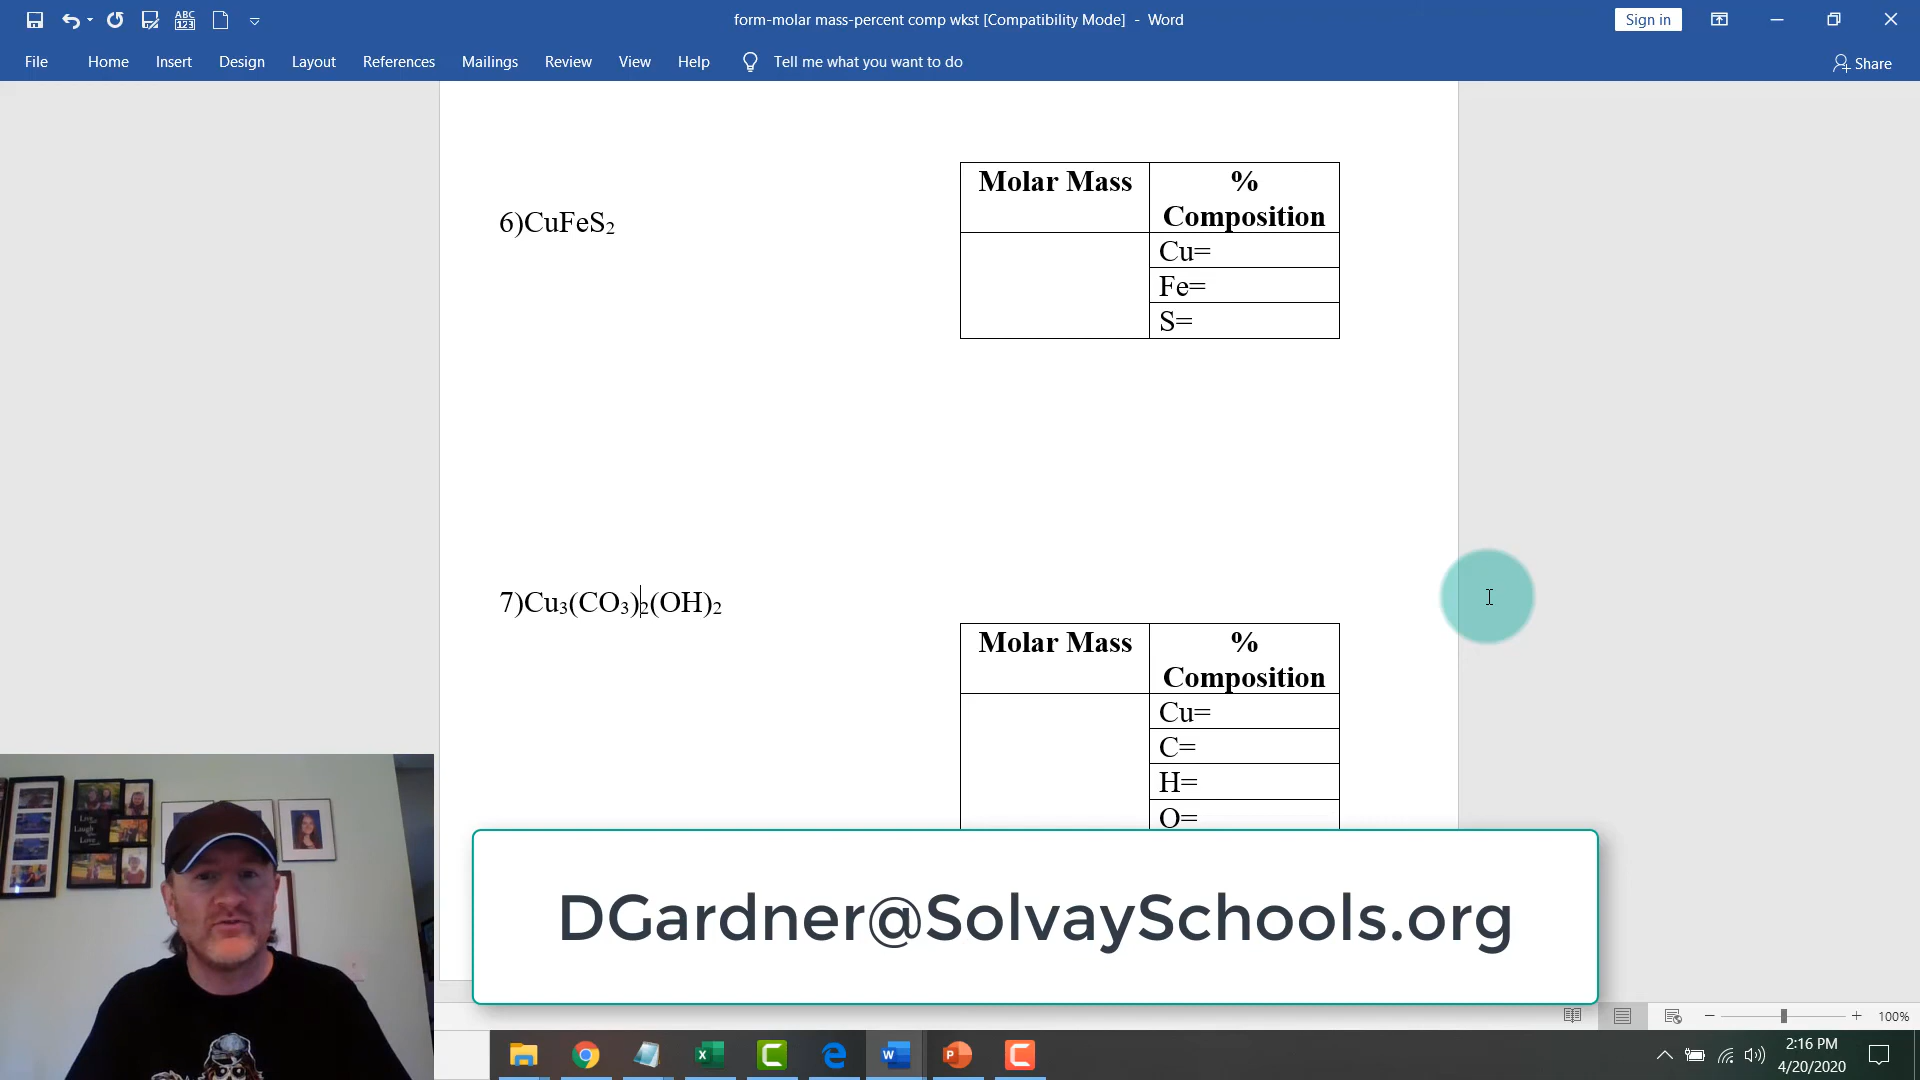 ABC
123
form-molar mass-percent comp wkst [Compatibility Mode] - Word
Sign in
File Home Insert Design Layout References Mailings Review View Help Tell me what you want to do
Share
6)CuFeS₂
Molar Mass
%
Composition
Cu=
Fe=
S=
7)Cu₃(CO₃)₂(OH)₂
Molar Mass
%
Composition
Cu=
C=
H=
O=
DGardner@SolvaySchools.org
100%
2:16 PM
4/20/2020